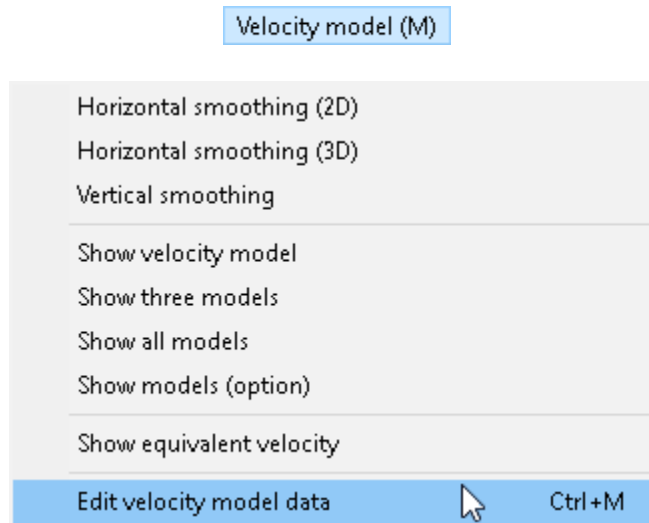 Velocity model (M)
Horizontal smoothing (2D)
Horizontal smoothing (3D)
Vertical smoothing
Show velocity model
Show three models
Show all models
Show models (option)
Show equivalent velocity
Edit velocity model data Ctrl+M